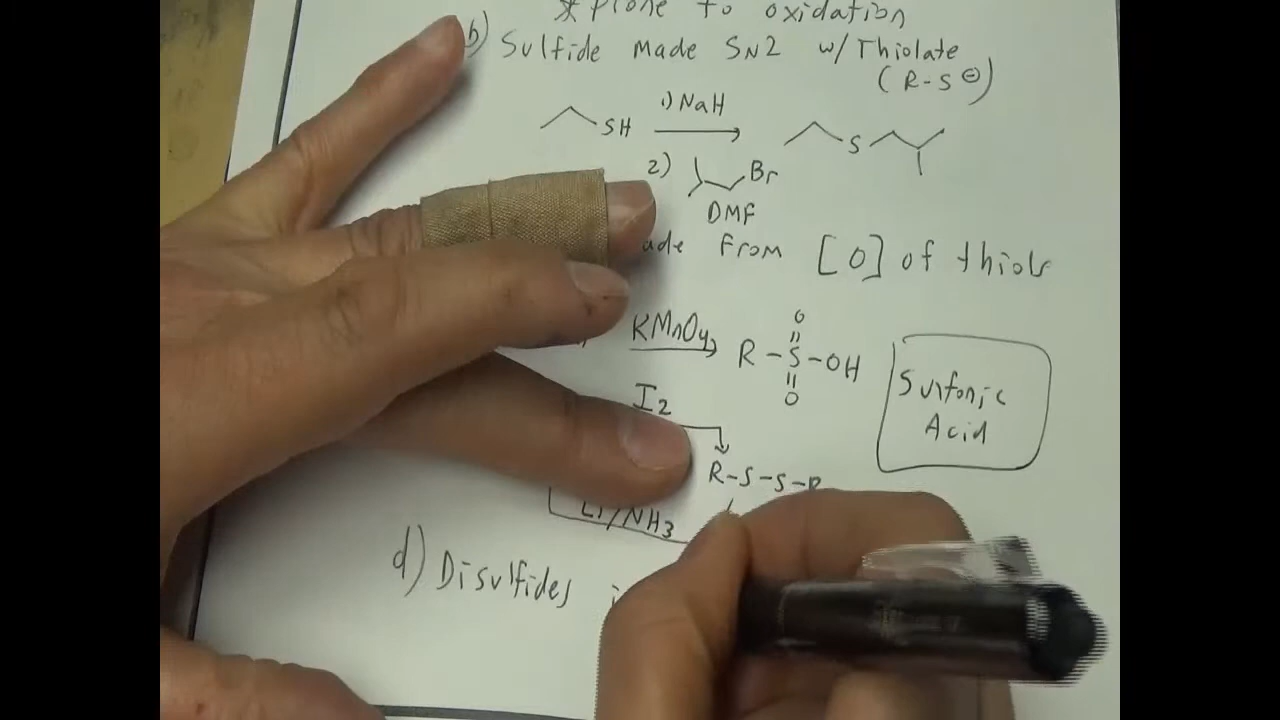 * prone to oxidation
b) Sulfide made SN2 w/ Thiolate
(R-S⊖)
1) NaH
SH
S
2)
Br
DMF
From [O] of thiols
KMnO4
O
R-S-OH
O
Sulfonic
Acid
I2
R-S-S-R
Li/NH3
d) Disulfides